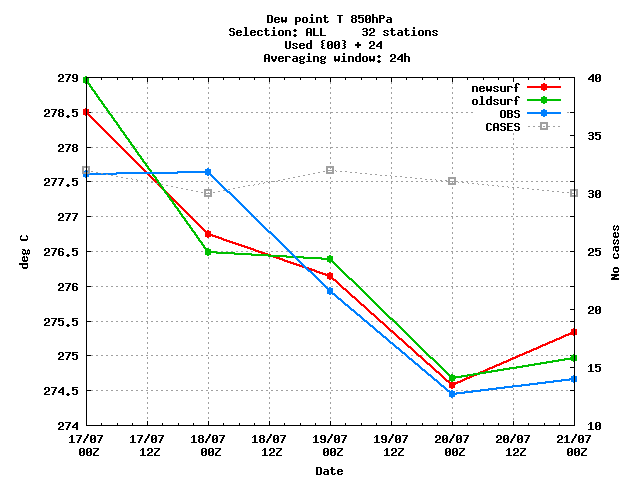 Dew point T 850hPa
Selection: ALL 32 stations
Used {00} + 24
Averaging window: 24h
newsurf
oldsurf
OBS
CASES
279
278,5
278
277,5
277
276,5
276
275,5
275
274,5
274
deg C
40
35
30
25
20
15
10
No cases
17/07 17/07 18/07 18/07 19/07 19/07 20/07 20/07 21/07
00Z 12Z 00Z 12Z 00Z 12Z 00Z 12Z 00Z
Date